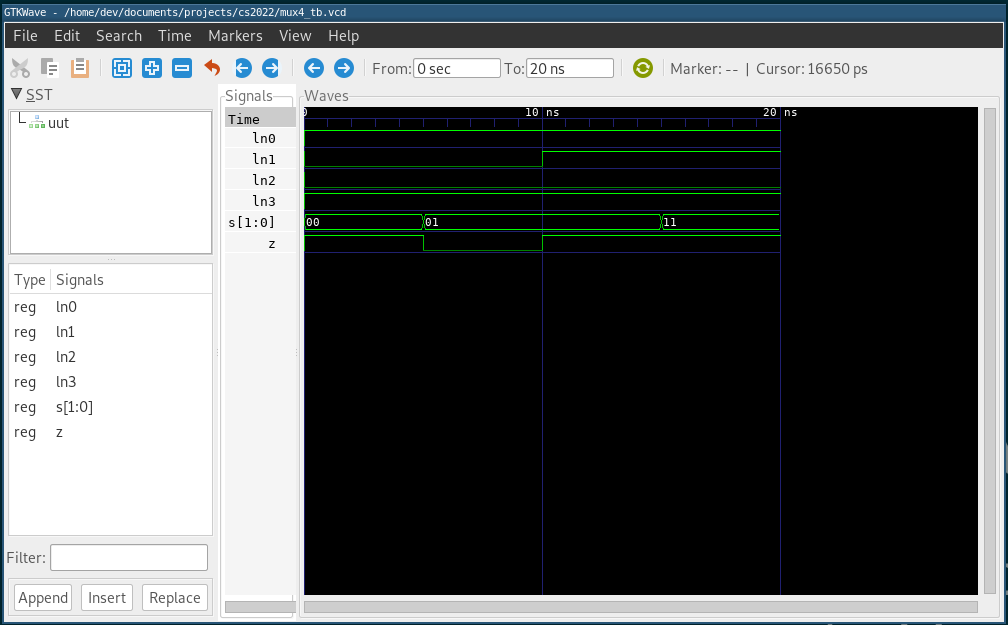 GTKWave - /home/dev/documents/projects/cs2022/mux4_tb.vcd
File Edit Search Time Markers View Help
From: 0 sec To: 20 ns Marker: -- | Cursor: 16650 ps
SST
uut
Type Signals
reg ln0
reg ln1
reg ln2
reg ln3
reg s[1:0]
reg z
Filter:
Append Insert Replace
Signals
Time
ln0
ln1
ln2
ln3
s[1:0]
z
Waves
0 10 ns 20 ns
00 01 11